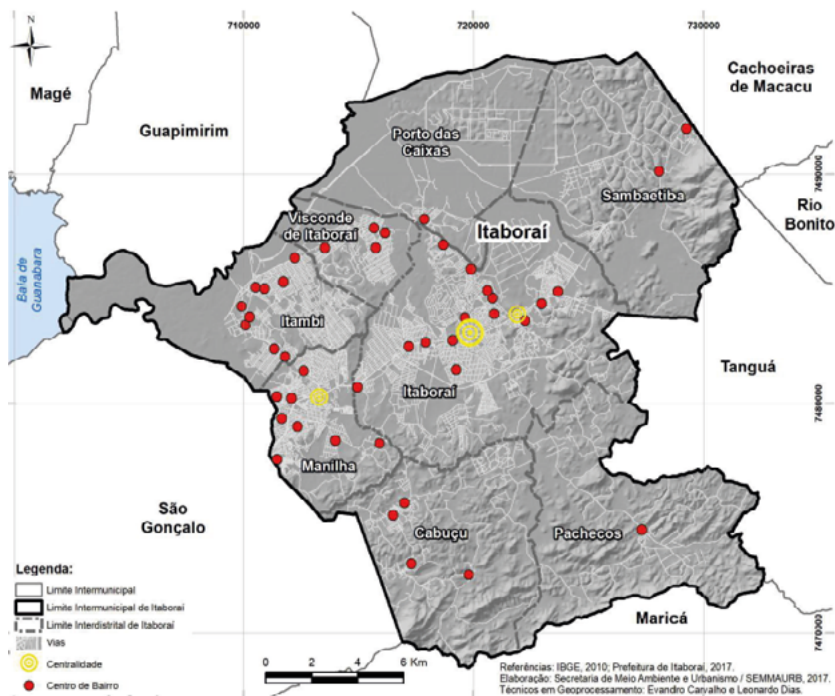 710000
720000
730000
N
Magé
Guapimirim
Cachoeiras
de Macacu
Porto das
Caixas
7490000
Sambaetiba
Rio
Bonito
Visconde
de Itaboraí
Itaboraí
Baía de
Guanabara
Itambi
Tanguá
Itaboraí
7480000
Manilha
São
Gonçalo
Cabuçu
Pachecos
Maricá
7470000
Legenda:
Limite Intermunicipal
Limite Intermunicipal de Itaboraí
Limite Interdistrital de Itaboraí
Vias
Centralidade
Centro de Bairro
0 2 4 6 Km
Referências: IBGE, 2010; Prefeitura de Itaboraí, 2017.
Elaboração: Secretaria de Meio Ambiente e Urbanismo / SEMMAURB, 2017.
Técnicos em Geoprocessamento: Evandro Carvalho e Leonardo Dias.